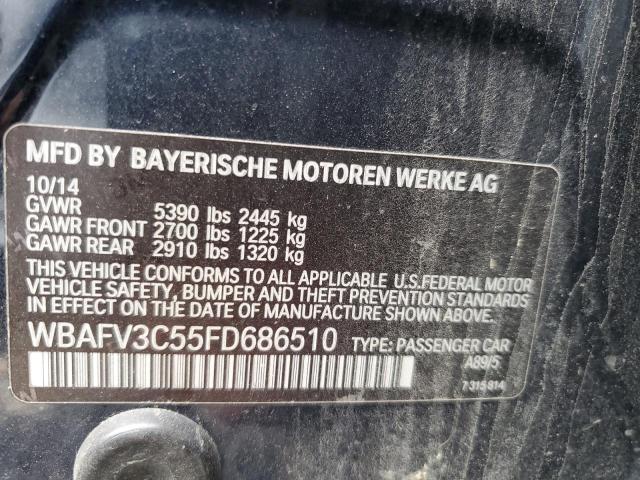 MFD BY BAYERISCHE MOTOREN WERKE AG
10/14
GVWR 5390 lbs 2445 kg
GAWR FRONT 2700 lbs 1225 kg
GAWR REAR 2910 lbs 1320 kg
THIS VEHICLE CONFORMS TO ALL APPLICABLE U.S. FEDERAL MOTOR
VEHICLE SAFETY, BUMPER AND THEFT PREVENTION STANDARDS
IN EFFECT ON THE DATE OF MANUFACTURE SHOWN ABOVE.
WBAFV3C55FD686510 TYPE: PASSENGER CAR
A89/5
7 315 814